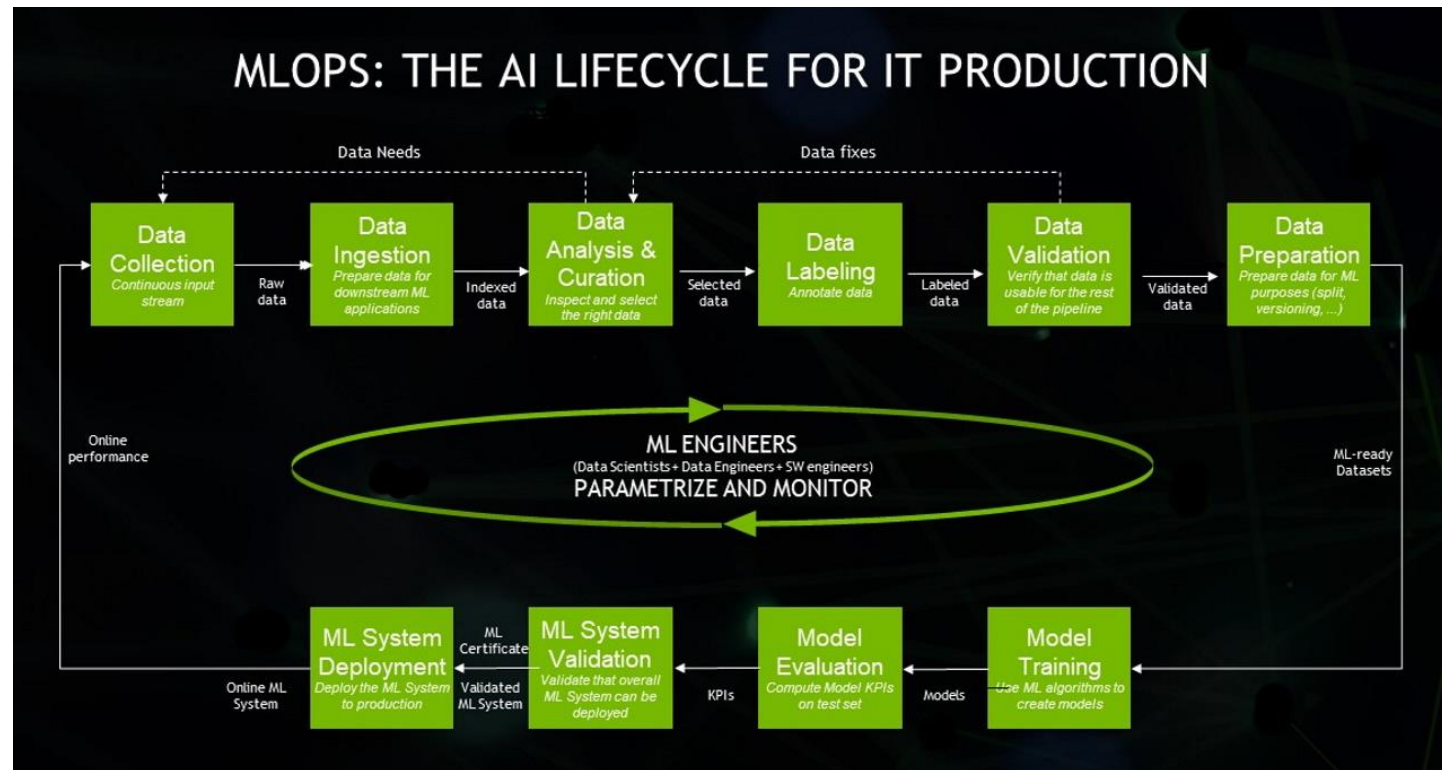 MLOPS: THE AI LIFECYCLE FOR IT PRODUCTION
Data Needs
Data fixes
Data
Collection
Continuous input
stream
Raw
data
Data
Ingestion
Prepare data for
downstream ML
applications
Indexed
data
Data
Analysis &
Curation
Inspect and select
the right data
Selected
data
Data
Labeling
Annotate data
Labeled
data
Data
Validation
Verify that data is
usable for the rest
of the pipeline
Validated
data
Data
Preparation
Prepare data for ML
purposes (split,
versioning, ...)
Online
performance
ML ENGINEERS
(Data Scientists + Data Engineers + SW engineers)
PARAMETRIZE AND MONITOR
ML-ready
Datasets
Online ML
System
ML System
Deployment
Deploy the ML System
to production
ML
Certificate
Validated
ML System
ML System
Validation
Validate that overall
ML System can be
deployed
KPIs
Model
Evaluation
Compute Model KPIs
on test set
Models
Model
Training
Use ML algorithms to
create models